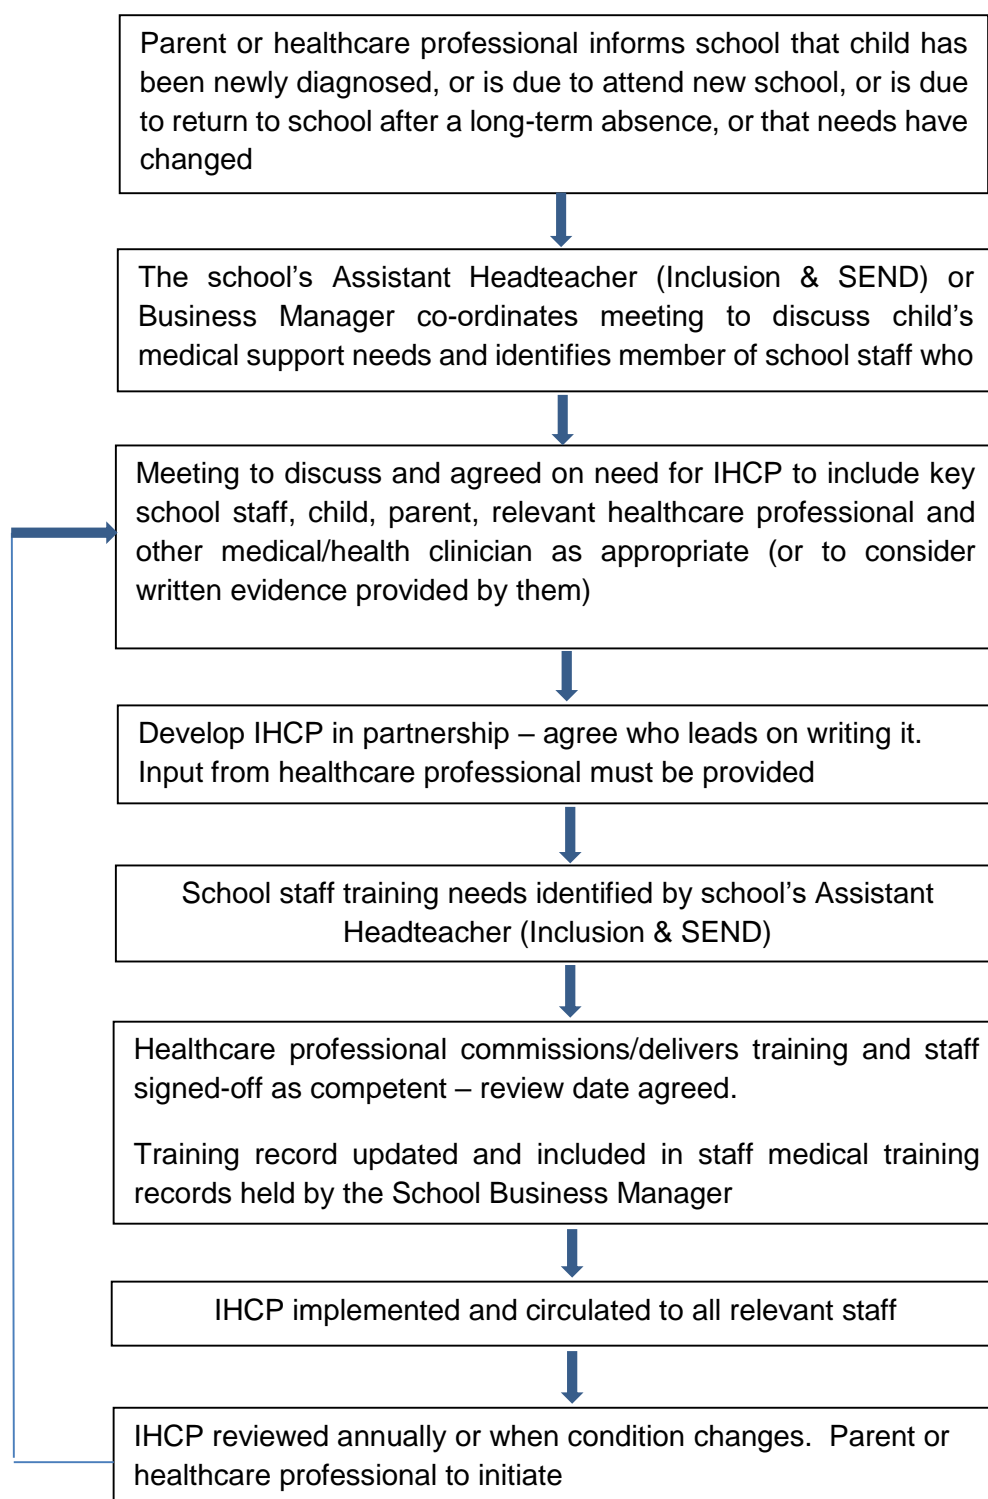 Parent or healthcare professional informs school that child has
been newly diagnosed, or is due to attend new school, or is due
to return to school after a long-term absence, or that needs have
changed
The school’s Assistant Headteacher (Inclusion & SEND) or
Business Manager co-ordinates meeting to discuss child’s
medical support needs and identifies member of school staff who
Meeting to discuss and agreed on need for IHCP to include key
school staff, child, parent, relevant healthcare professional and
other medical/health clinician as appropriate (or to consider
written evidence provided by them)
Develop IHCP in partnership – agree who leads on writing it.
Input from healthcare professional must be provided
School staff training needs identified by school’s Assistant
Headteacher (Inclusion & SEND)
Healthcare professional commissions/delivers training and staff
signed-off as competent – review date agreed.
Training record updated and included in staff medical training
records held by the School Business Manager
IHCP implemented and circulated to all relevant staff
IHCP reviewed annually or when condition changes.  Parent or
healthcare professional to initiate